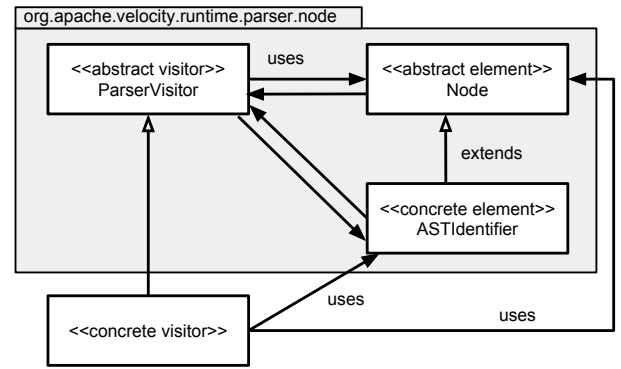 org.apache.velocity.runtime.parser.node
<<abstract visitor>>
ParserVisitor
uses
<<abstract element>>
Node
extends
<<concrete element>>
ASTIdentifier
uses
uses
<<concrete visitor>>